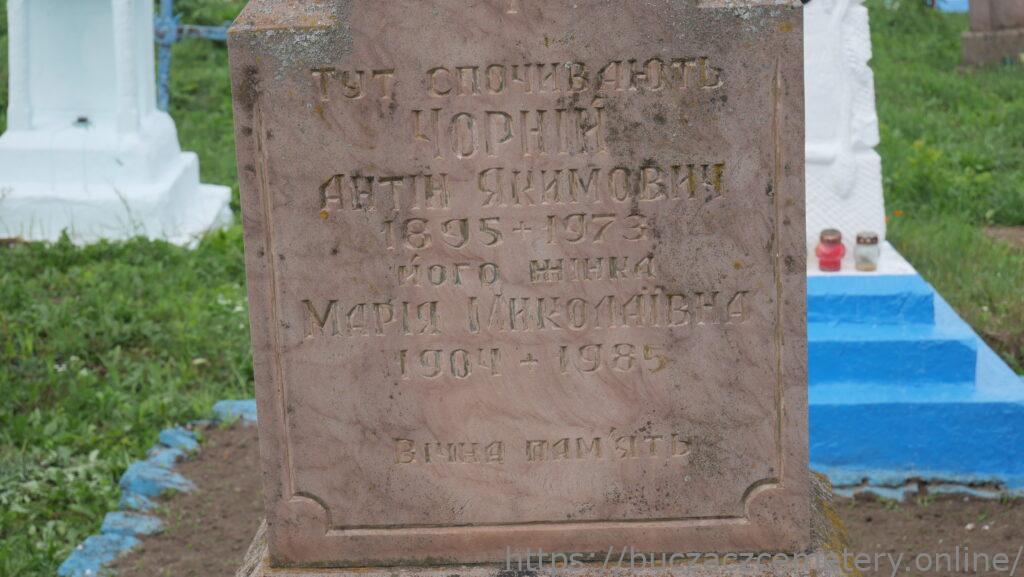 ТУТ СПОЧИВАЮТЬ
ЧОРНІЙ
АНТІН ЯКИМОВИЧ
1895 + 1973
ЙОГО ЖІНКА
МАРІЯ МИКОЛАЇВНА
1904 + 1985
ВІЧНА ПАМ'ЯТЬ
https://buczaczcemetery.online/